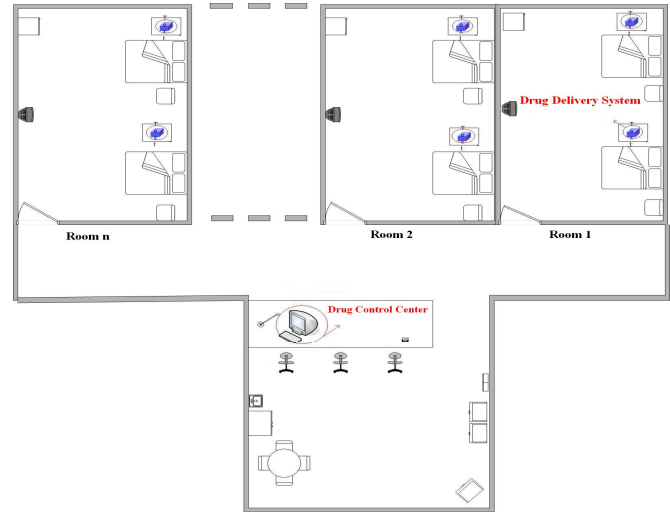 Drug Delivery System
Room n
Room 2
Room 1
Drug Control Center